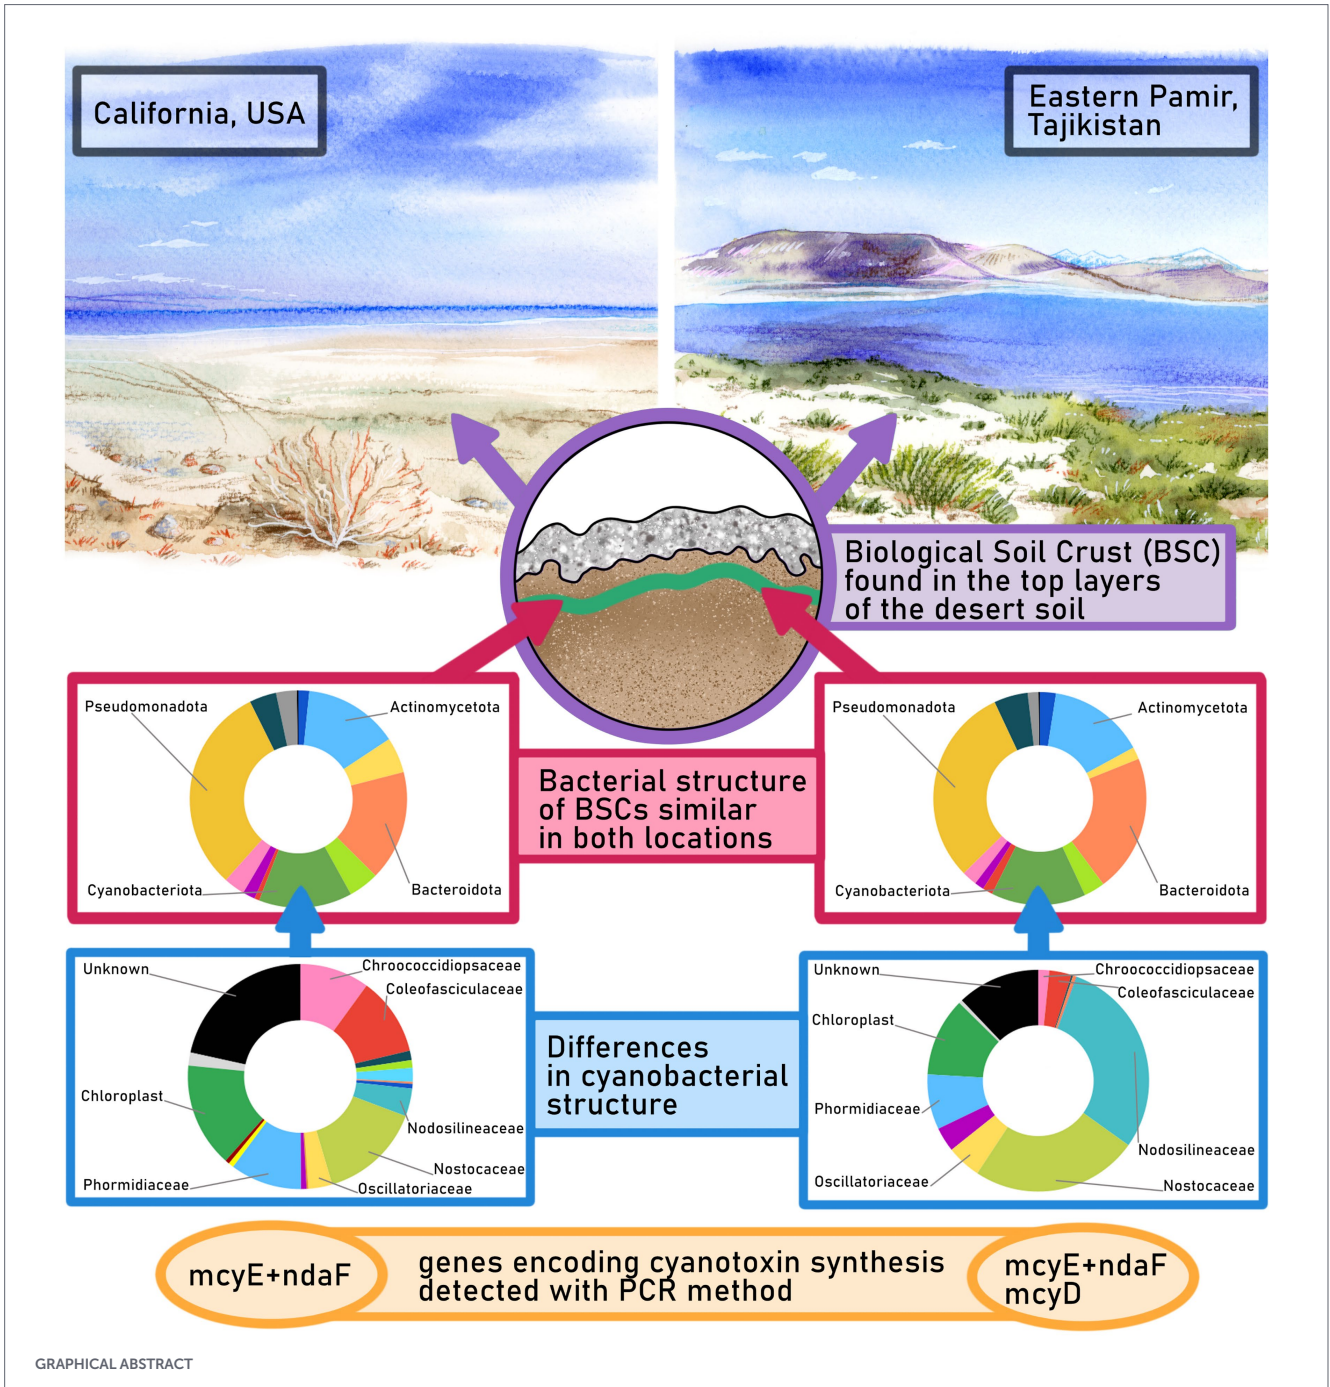 California, USA
Eastern Pamir,
Tajikistan
Biological Soil Crust (BSC)
found in the top layers
of the desert soil
Pseudomonadota
Actinomycetota
Cyanobacteriota
Bacteroidota
Bacterial structure
of BSCs similar
in both locations
Pseudomonadota
Actinomycetota
Cyanobacteriota
Bacteroidota
Unknown
Chroococcidiopsaceae
Coleofasciculaceae
Chloroplast
Nodosilineaceae
Nostocaceae
Phormidiaceae
Oscillatoriaceae
Differences
in cyanobacterial
structure
Unknown
Chroococcidiopsaceae
Coleofasciculaceae
Chloroplast
Phormidiaceae
Nodosilineaceae
Oscillatoriaceae
Nostocaceae
mcyE+ndaF
genes encoding cyanotoxin synthesis
detected with PCR method
mcyE+ndaF
mcyD
GRAPHICAL ABSTRACT